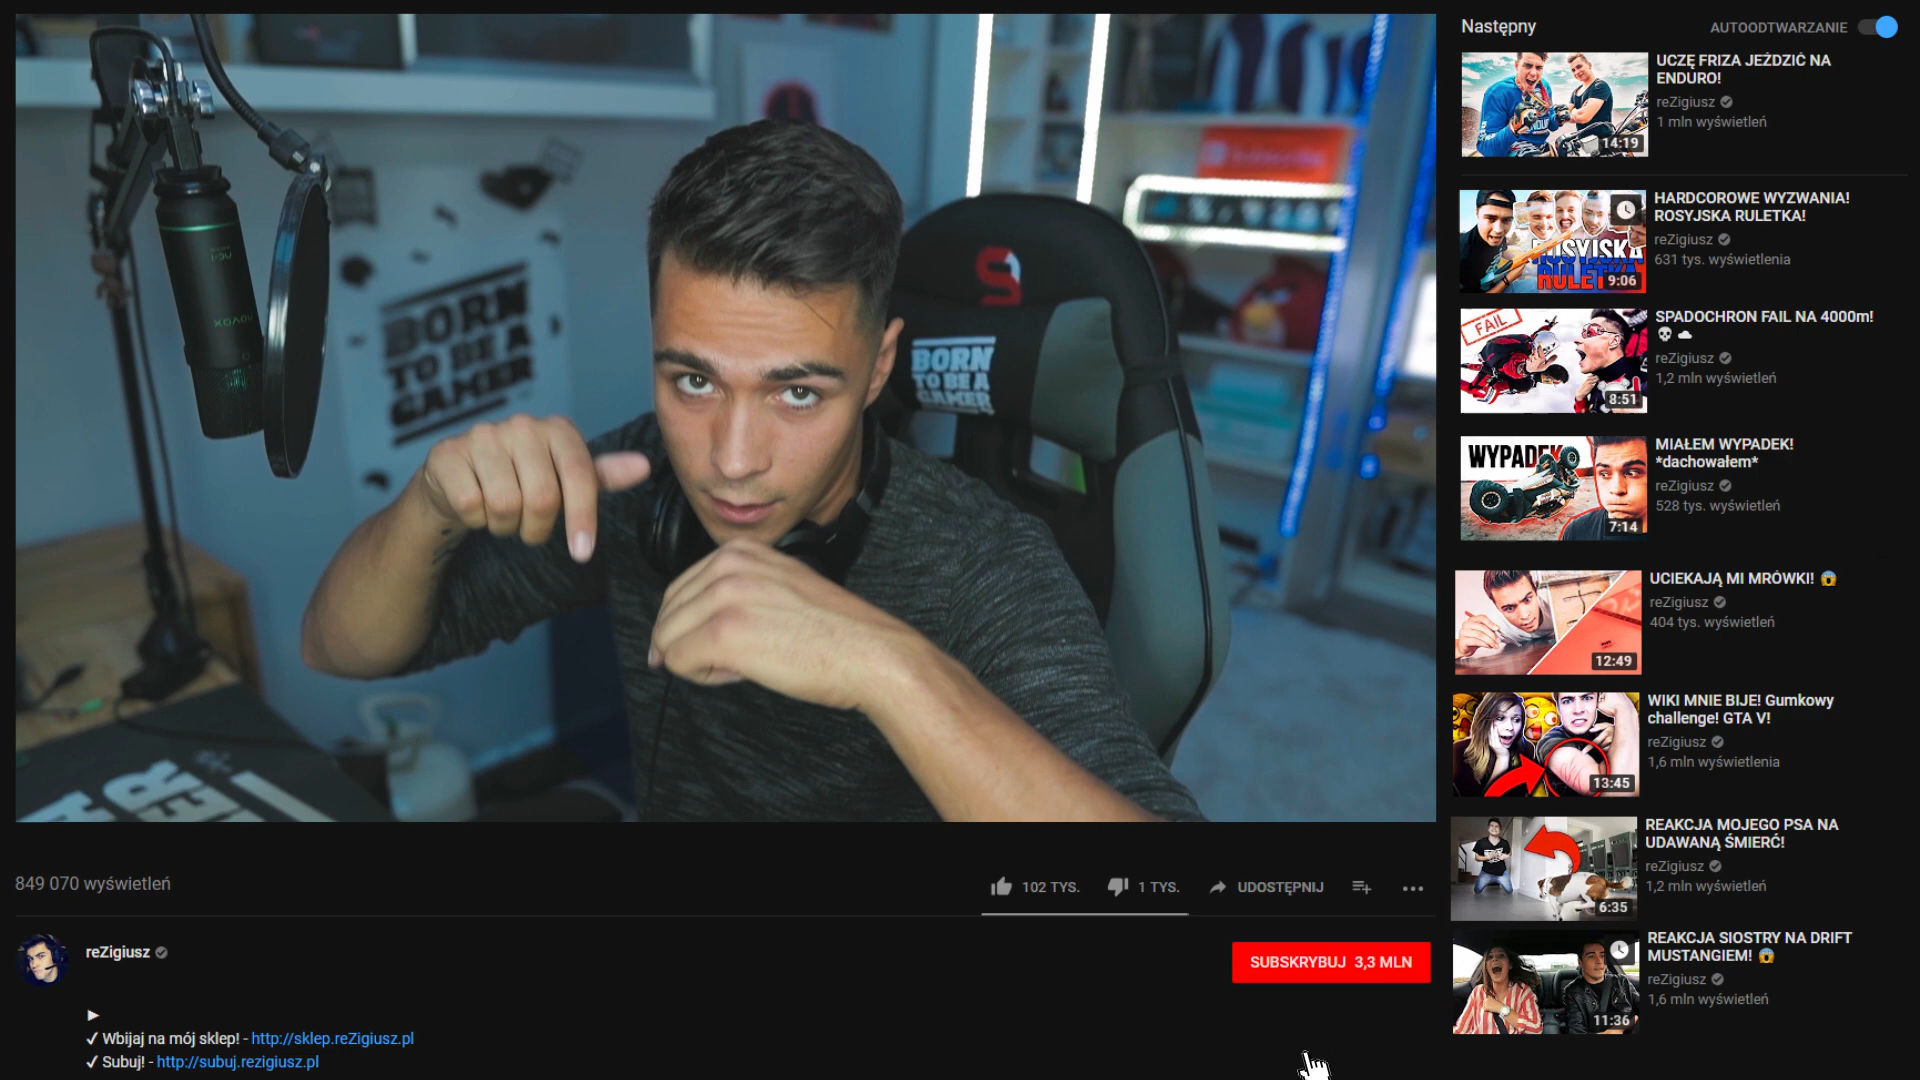 BORN
TO BE A
GAMER
BORN
TO BE A
GAMER
849 070 wyświetleń
102 TYS.
1 TYS.
UDOSTĘPNIJ
reZigiusz
SUBSKRYBUJ 3,3 MLN
▶
✓ Wbijaj na mój sklep! - http://sklep.reZigiusz.pl
✓ Subuj! - http://subuj.rezigiusz.pl
Następny
AUTOODTWARZANIE
14:19
UCZĘ FRIZA JEŹDZIĆ NA
ENDURO!
reZigiusz
1 mln wyświetleń
ROSYJSKA
RULETKA
9:06
HARDCOROWE WYZWANIA!
ROSYJSKA RULETKA!
reZigiusz
631 tys. wyświetlenia
FAIL
8:51
SPADOCHRON FAIL NA 4000m!
💀 ☁
reZigiusz
1,2 mln wyświetleń
WYPADEK
7:14
MIAŁEM WYPADEK!
*dachowałem*
reZigiusz
528 tys. wyświetleń
12:49
UCIEKAJĄ MI MRÓWKI! 😱
reZigiusz
404 tys. wyświetleń
13:45
WIKI MNIE BIJE! Gumkowy
challenge! GTA V!
reZigiusz
1,6 mln wyświetlenia
6:35
REAKCJA MOJEGO PSA NA
UDAWANĄ ŚMIERĆ!
reZigiusz
1,2 mln wyświetleń
11:36
REAKCJA SIOSTRY NA DRIFT
MUSTANGIEM! 😱
reZigiusz
1,6 mln wyświetleń